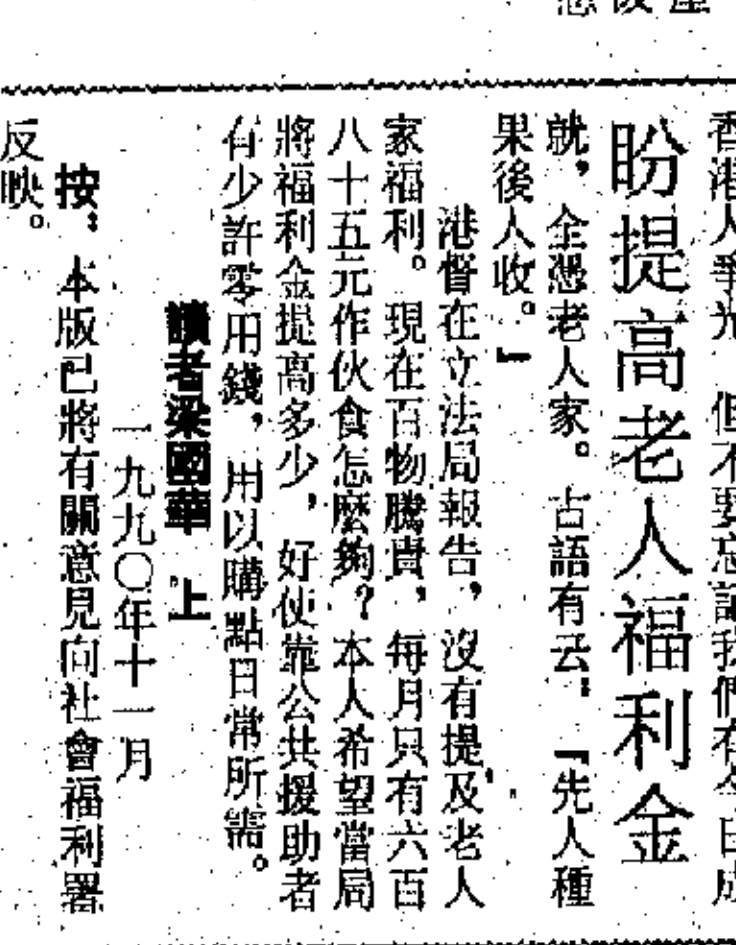 盼提高老人福利金
香港人爭光，但不要忘記我們有今日成
就，全憑老人家。古語有云：『先人種
果後人收。』
港督在立法局報告，沒有提及老人
家福利。現在百物騰貴，每月只有六百
八十五元作伙食怎麼夠？本人希望當局
將福利金提高多少，好使靠公共援助者
有少許零用錢，用以購點日常所需。
讀者梁國華 上
一九九〇年十一月
按：本版已將有關意見向社會福利署
反映。